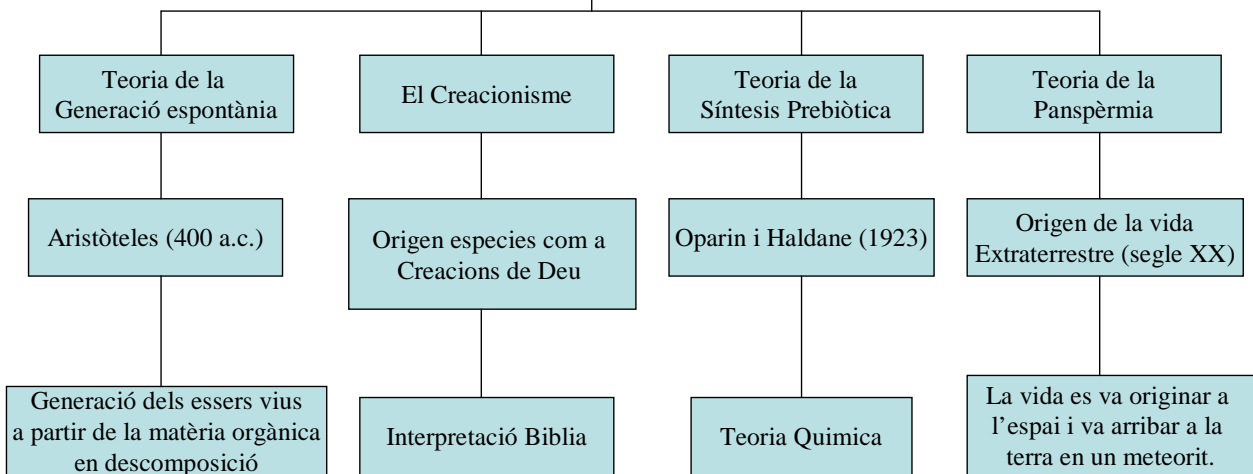 Teoria de la
Generació espontània
El Creacionisme
Teoria de la
Síntesis Prebiòtica
Teoria de la
Panspèrmia
Aristòteles (400 a.c.)
Origen especies com a
Creacions de Deu
Oparin i Haldane (1923)
Origen de la vida
Extraterrestre (segle XX)
Generació dels essers vius
a partir de la matèria orgànica
en descomposició
Interpretació Biblia
Teoria Quimica
La vida es va originar a
l'espai i va arribar a la
terra en un meteorit.